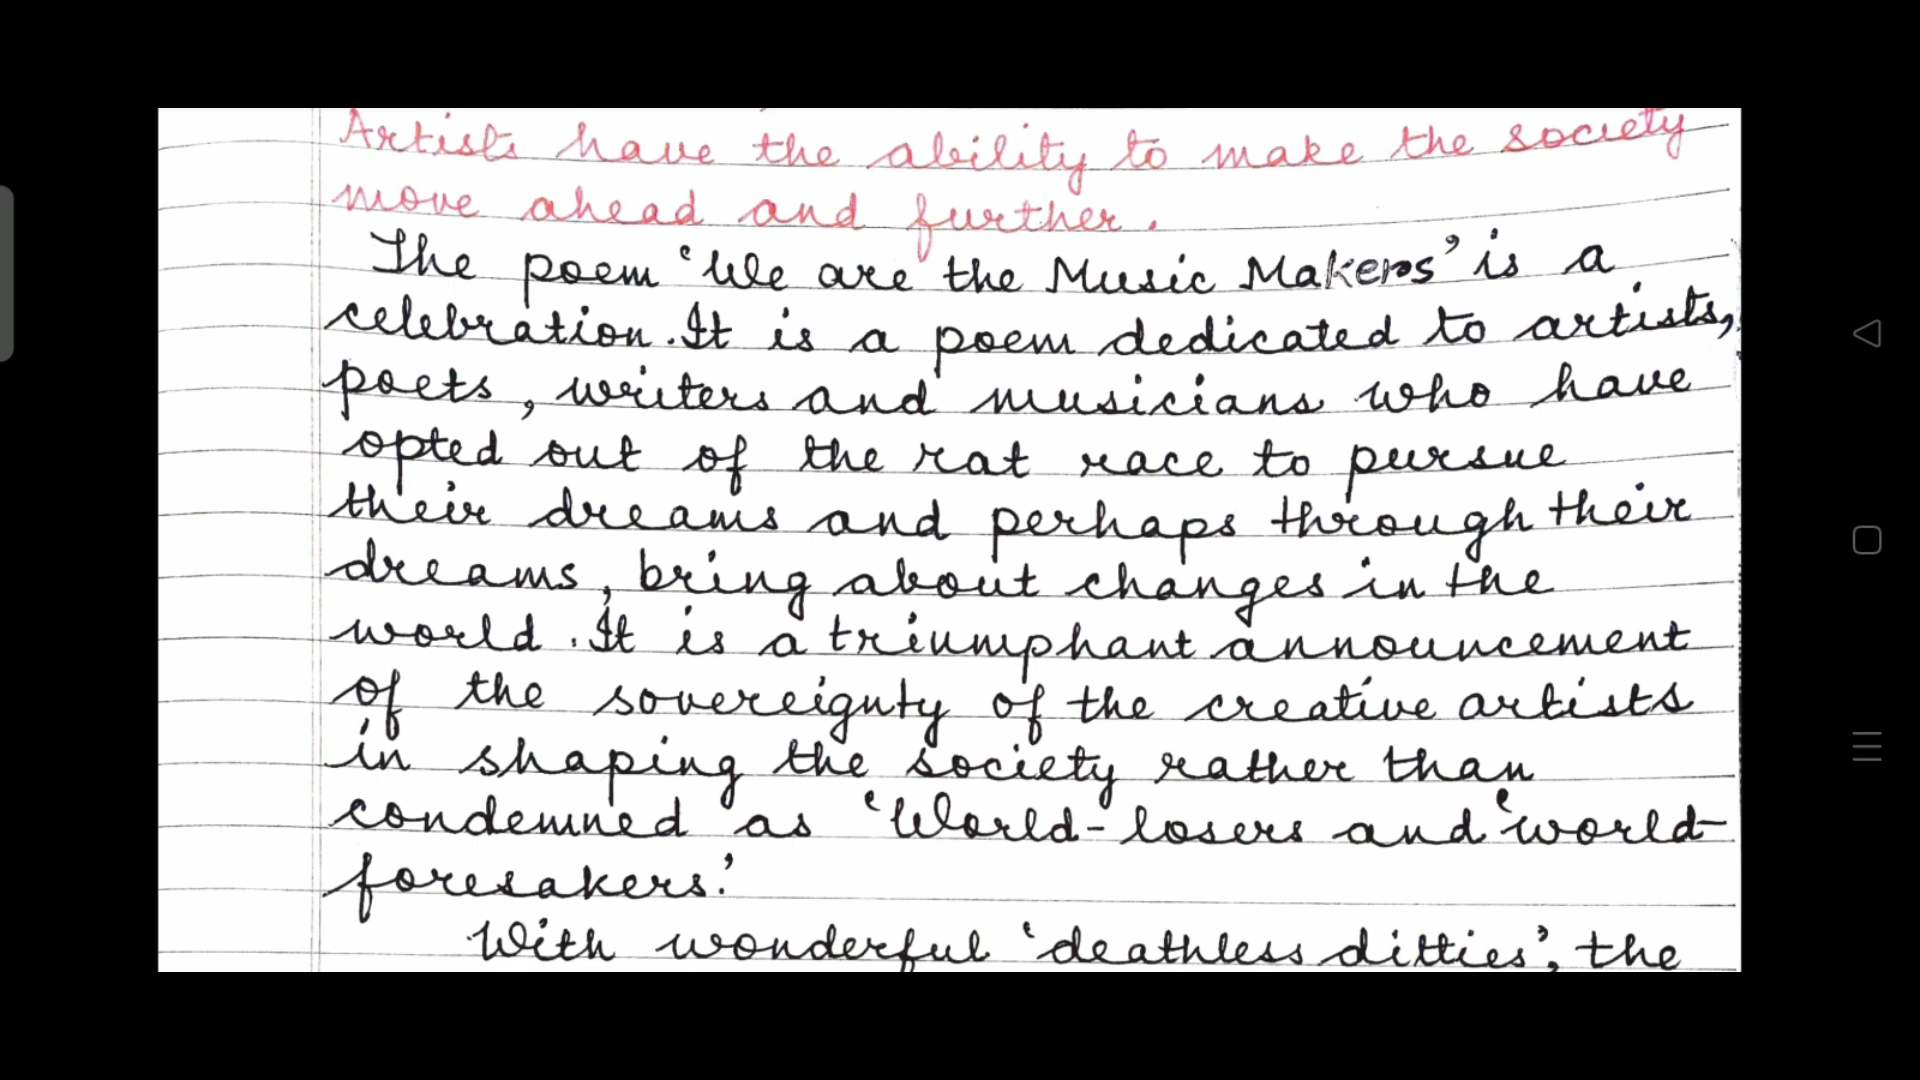 Artists have the ability to make the society
move ahead and further.
The poem 'We are the Music Makers' is a
celebration. It is a poem dedicated to artists,
poets, writers and musicians who have
opted out of the rat race to pursue
their dreams and perhaps through their
dreams, bring about changes in the
world. It is a triumphant announcement
of the sovereignty of the creative artists
in shaping the society rather than
condemned as 'World-losers and 'world-
foresakers.'
With wonderful 'deathless ditties', the